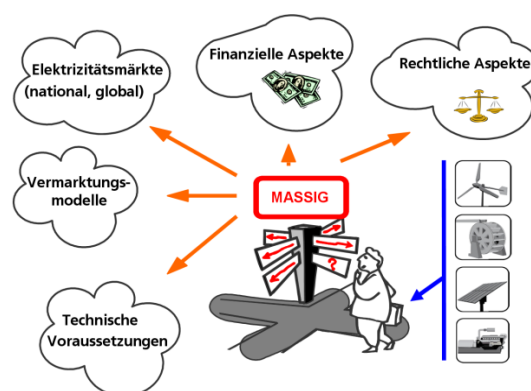 Elektrizitätsmärkte
(national, global)
Finanzielle Aspekte
Rechtliche Aspekte
Vermarktungs-
modelle
MASSIG
?
Technische
Voraussetzungen